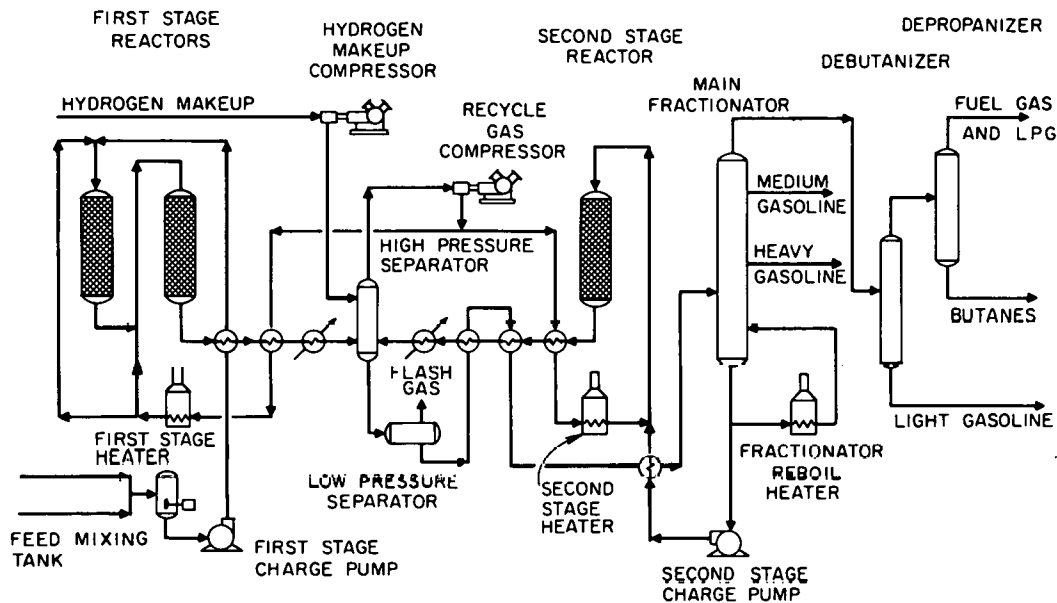 FIRST STAGE
REACTORS
HYDROGEN
MAKEUP
COMPRESSOR
SECOND STAGE
REACTOR
DEPROPANIZER
DEBUTANIZER
MAIN
FRACTIONATOR
HYDROGEN MAKEUP
RECYCLE
GAS
COMPRESSOR
FUEL GAS
AND LPG
MEDIUM
GASOLINE
HIGH PRESSURE
SEPARATOR
HEAVY
GASOLINE
BUTANES
FLASH
GAS
LIGHT GASOLINE
FIRST STAGE
HEATER
LOW PRESSURE
SEPARATOR
SECOND
STAGE
HEATER
FRACTIONATOR
REBOIL
HEATER
FEED MIXING
TANK
FIRST STAGE
CHARGE PUMP
SECOND STAGE
CHARGE PUMP